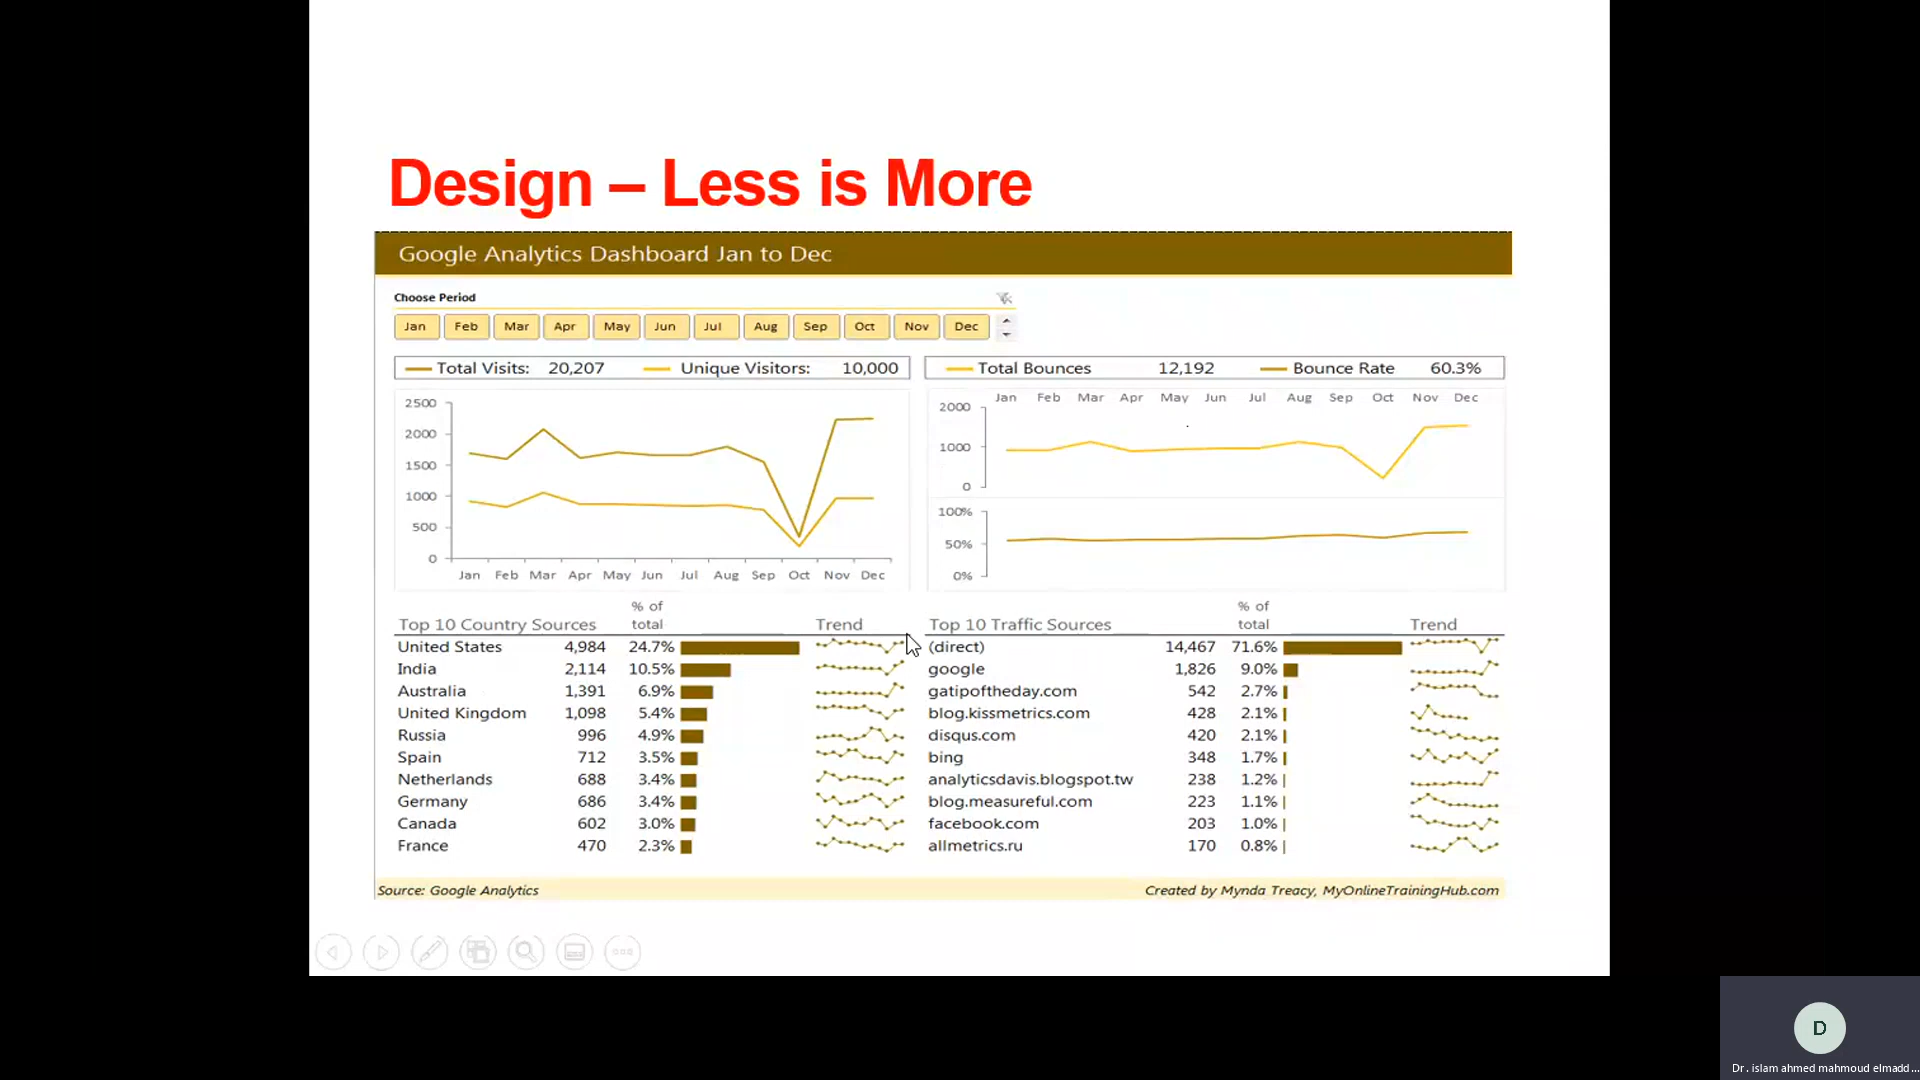 Design – Less is More
Google Analytics Dashboard Jan to Dec
Choose Period
Jan Feb Mar Apr May Jun Jul Aug Sep Oct Nov Dec
Total Visits: 20,207 Unique Visitors: 10,000
2500
2000
1500
1000
500
0
Jan Feb Mar Apr May Jun Jul Aug Sep Oct Nov Dec
Total Bounces 12,192 Bounce Rate 60.3%
Jan Feb Mar Apr May Jun Jul Aug Sep Oct Nov Dec
2000
1000
0
100%
50%
0%
Top 10 Country Sources % of total Trend
United States 4,984 24.7%
India 2,114 10.5%
Australia 1,391 6.9%
United Kingdom 1,098 5.4%
Russia 996 4.9%
Spain 712 3.5%
Netherlands 688 3.4%
Germany 686 3.4%
Canada 602 3.0%
France 470 2.3%
Top 10 Traffic Sources % of total Trend
(direct) 14,467 71.6%
google 1,826 9.0%
gatipoftheday.com 542 2.7%
blog.kissmetrics.com 428 2.1%
disqus.com 420 2.1%
bing 348 1.7%
analyticsdavis.blogspot.tw 238 1.2%
blog.measureful.com 223 1.1%
facebook.com 203 1.0%
allmetrics.ru 170 0.8%
Source: Google Analytics
Created by Mynda Treacy, MyOnlineTrainingHub.com
D
Dr. islam ahmed mahmoud elmadd...